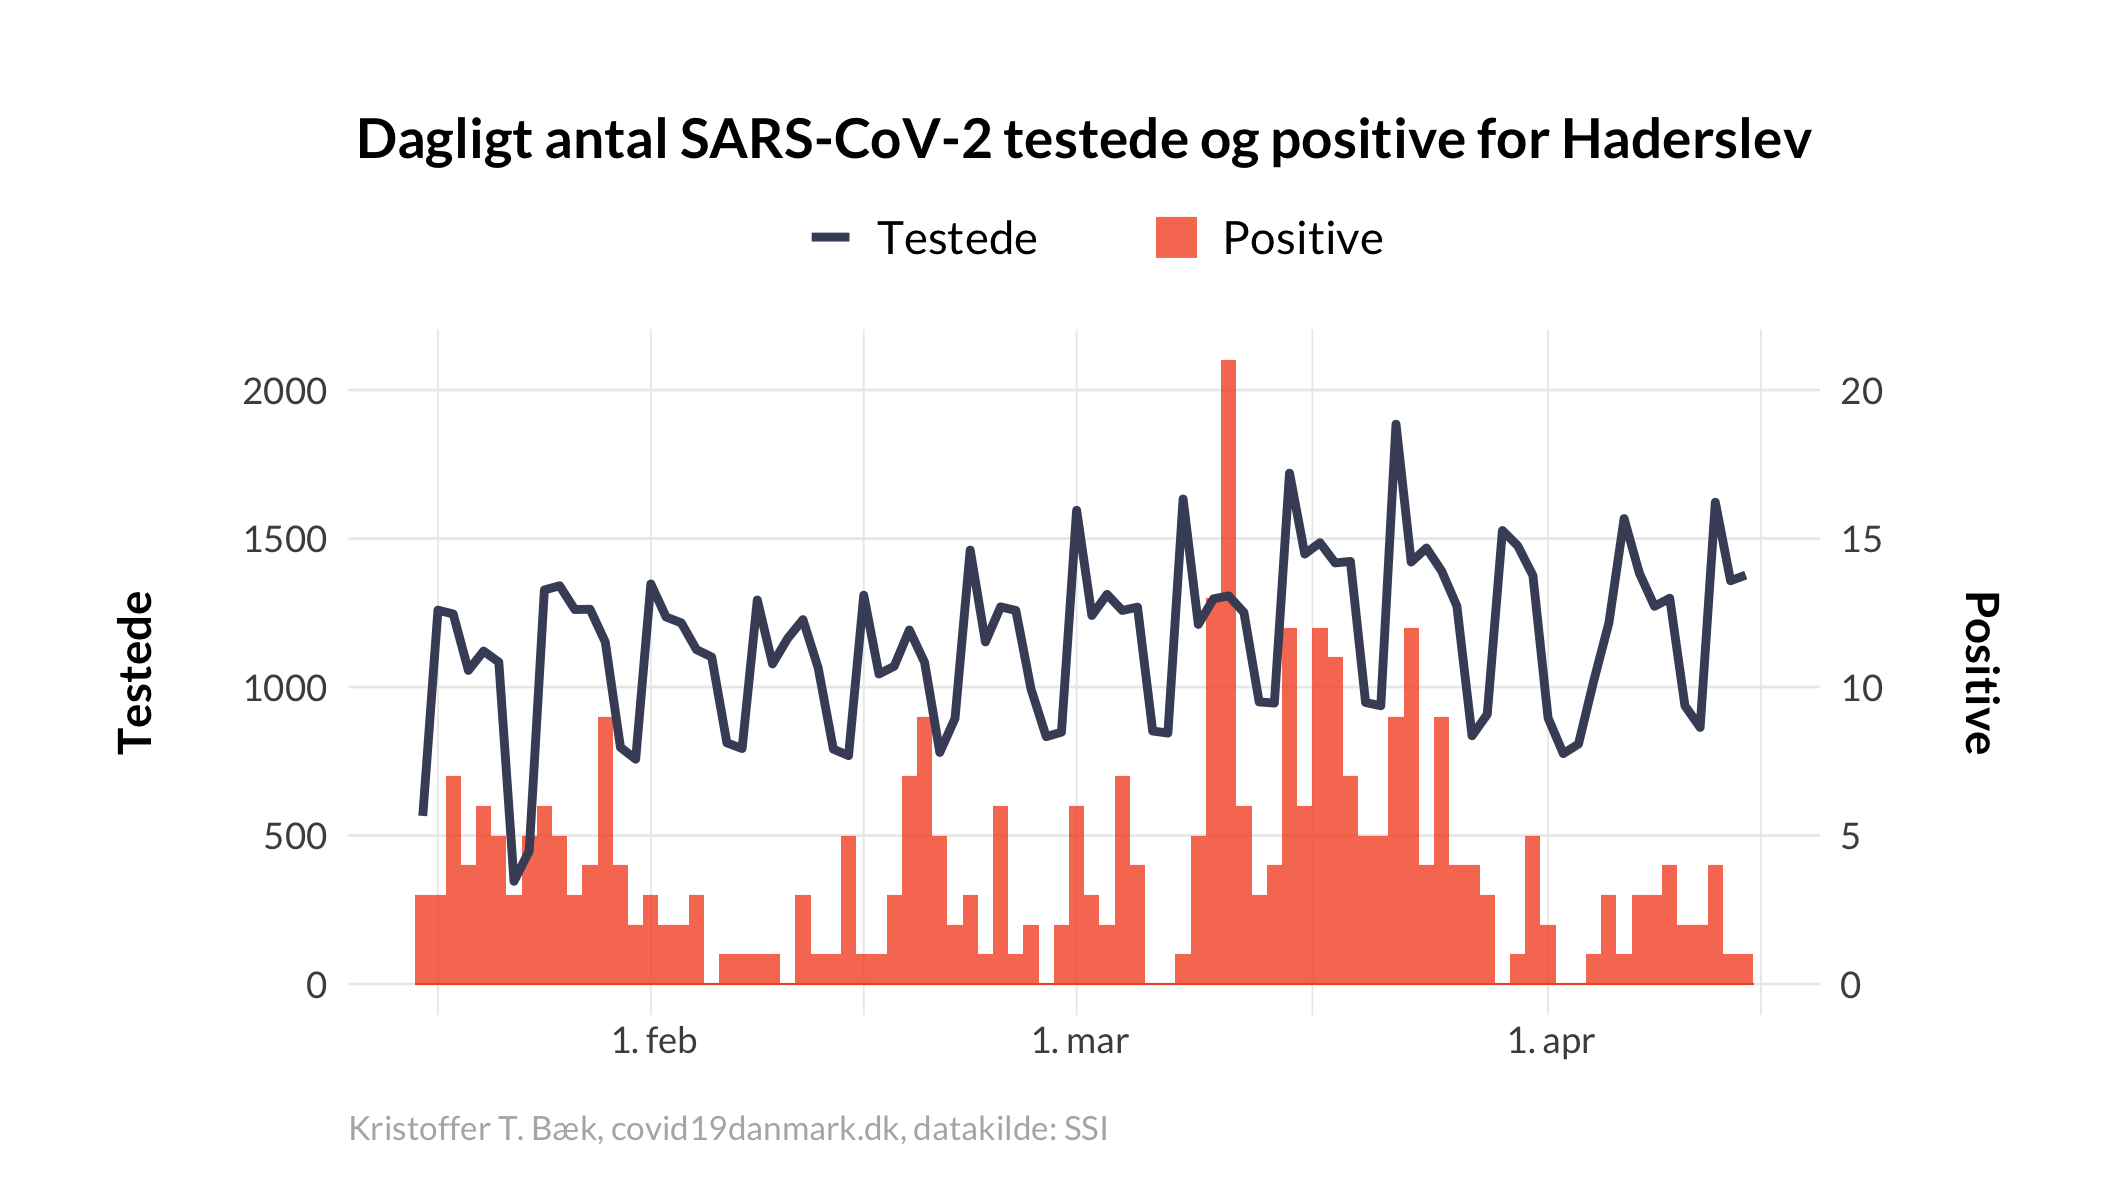 Dagligt antal SARS-CoV-2 testede og positive for Haderslev
Testede Positive
2000 20
1500 15
1000 10
500 5
0 0
Testede
Positive
1. feb 1. mar 1. apr
Kristoffer T. Bæk, covid19danmark.dk, datakilde: SSI